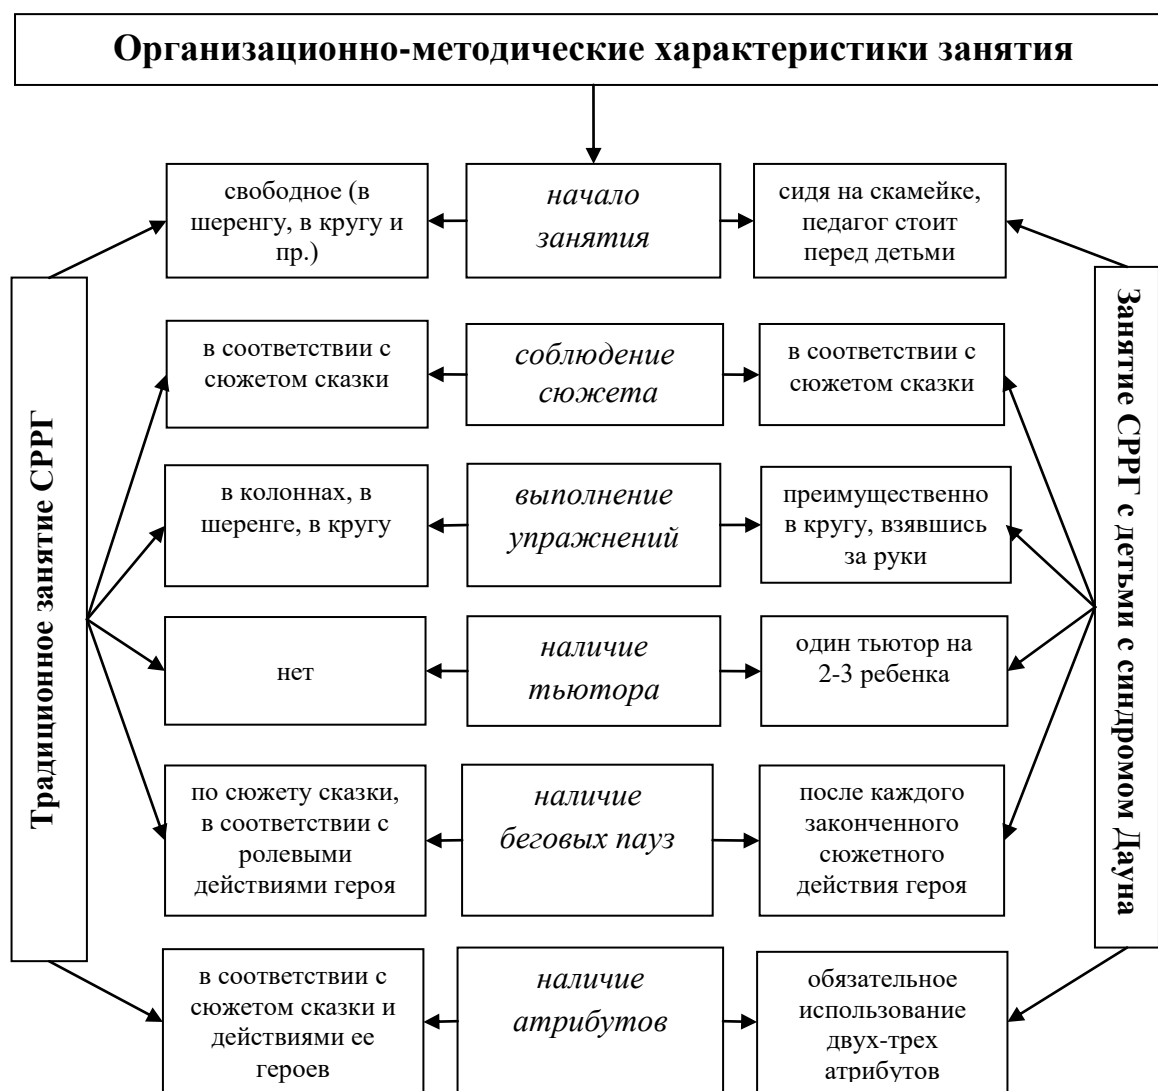 Организационно-методические характеристики занятия
свободное (в
шеренгу, в кругу и
пр.)
начало
занятия
сидя на скамейке,
педагог стоит
перед детьми
Традиционное занятие СРРГ
Занятие СРРГ с детьми с синдромом Дауна
в соответствии с
сюжетом сказки
соблюдение
сюжета
в соответствии с
сюжетом сказки
в колоннах, в
шеренге, в кругу
выполнение
упражнений
преимущественно
в кругу, взявшись
за руки
нет
наличие
тьютора
один тьютор на
2-3 ребенка
по сюжету сказки,
в соответствии с
ролевыми
действиями героя
наличие
беговых пауз
после каждого
законченного
сюжетного
действия героя
в соответствии с
сюжетом сказки и
действиями ее
героев
наличие
атрибутов
обязательное
использование
двух-трех
атрибутов